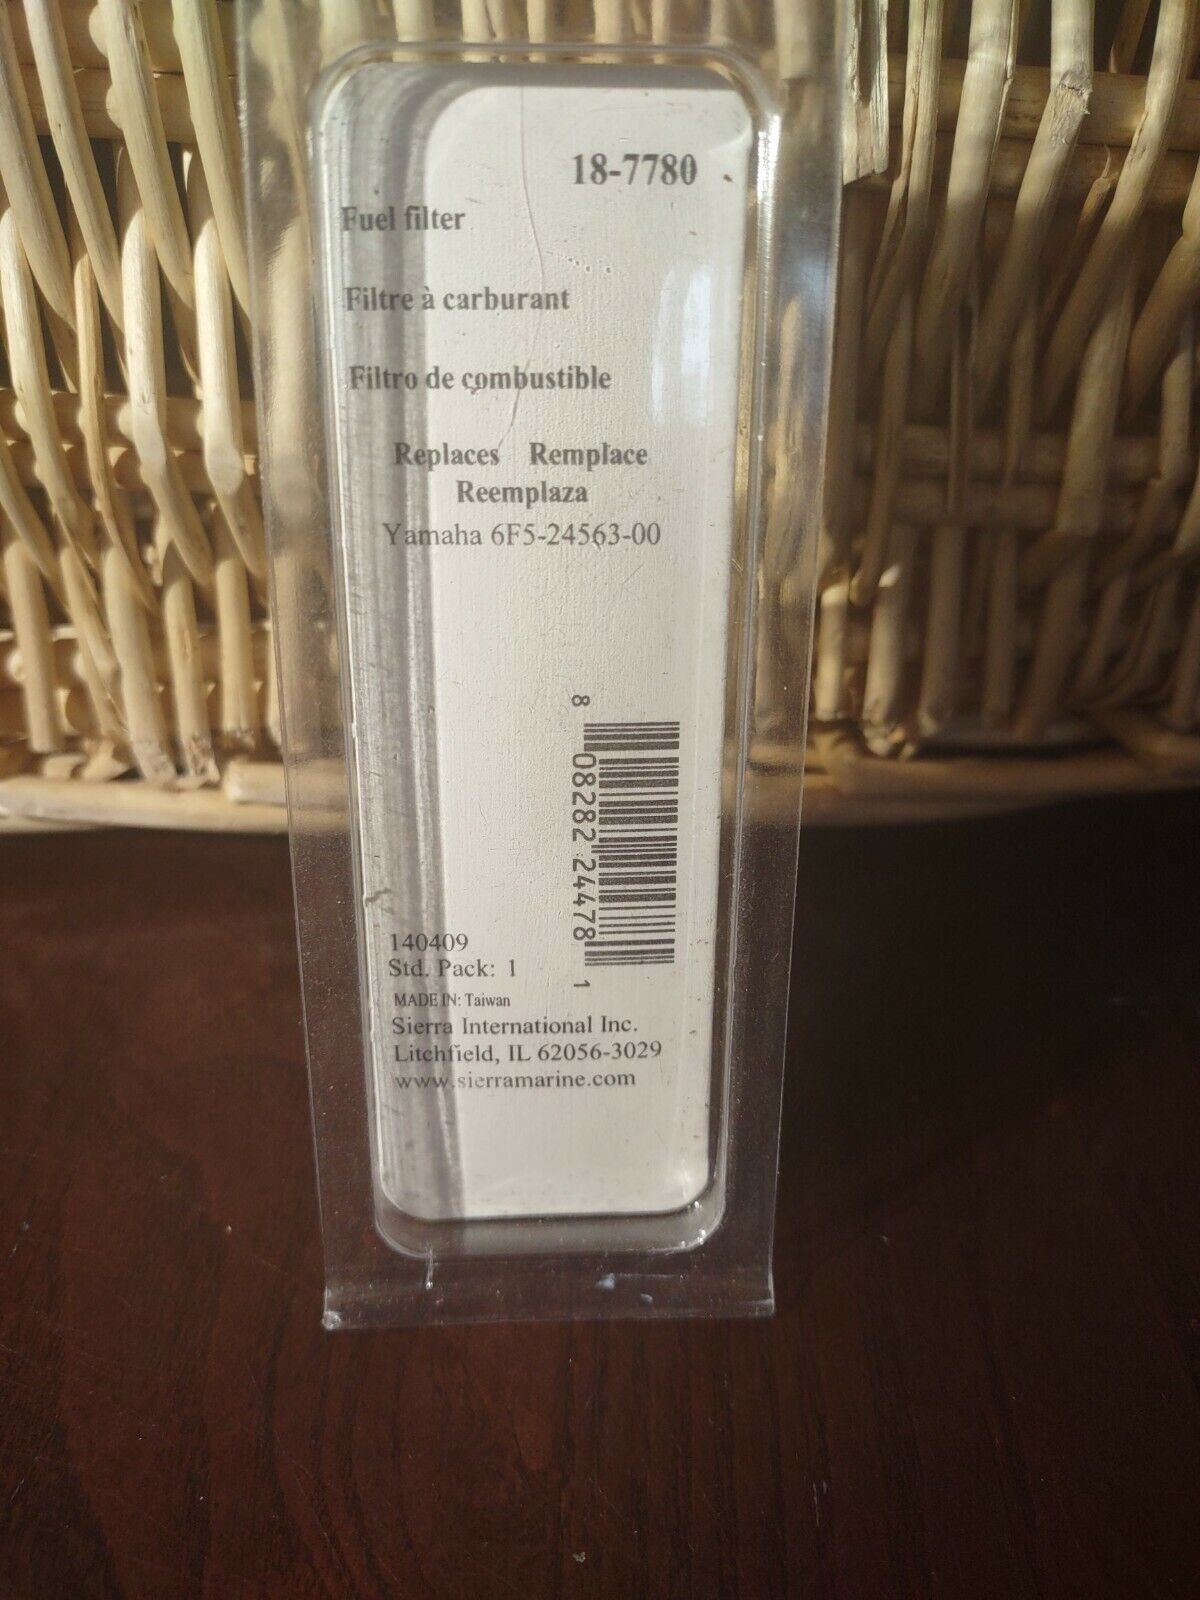 18-7780
Fuel filter
Filtre à carburant
Filtro de combustible
Replaces Remplace
Reemplaza
Yamaha 6F5-24563-00
8 08282 24478 1
140409
Std. Pack: 1
MADE IN: Taiwan
Sierra International Inc.
Litchfield, IL 62056-3029
www.sierramarine.com